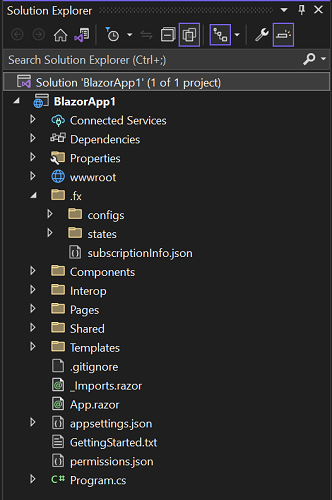 Solution Explorer
Search Solution Explorer (Ctrl+;)
Solution 'BlazorApp1' (1 of 1 project)
BlazorApp1
Connected Services
Dependencies
Properties
wwwroot
.fx
configs
states
subscriptionInfo.json
Components
Interop
Pages
Shared
Templates
.gitignore
_Imports.razor
App.razor
appsettings.json
GettingStarted.txt
permissions.json
C# Program.cs